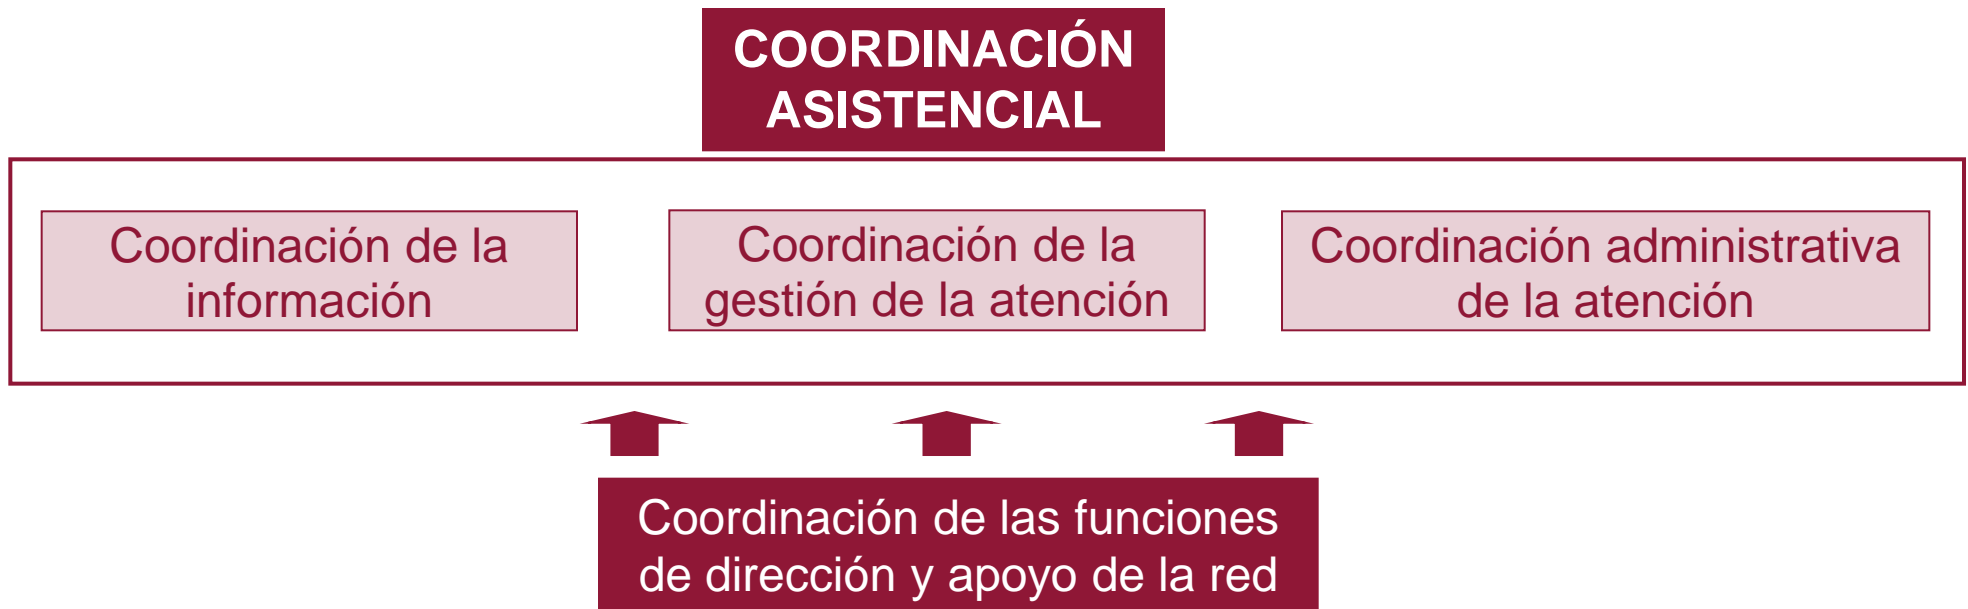 COORDINACIÓN
ASISTENCIAL
Coordinación de la
información
Coordinación de la
gestión de la atención
Coordinación administrativa
de la atención
Coordinación de las funciones
de dirección y apoyo de la red